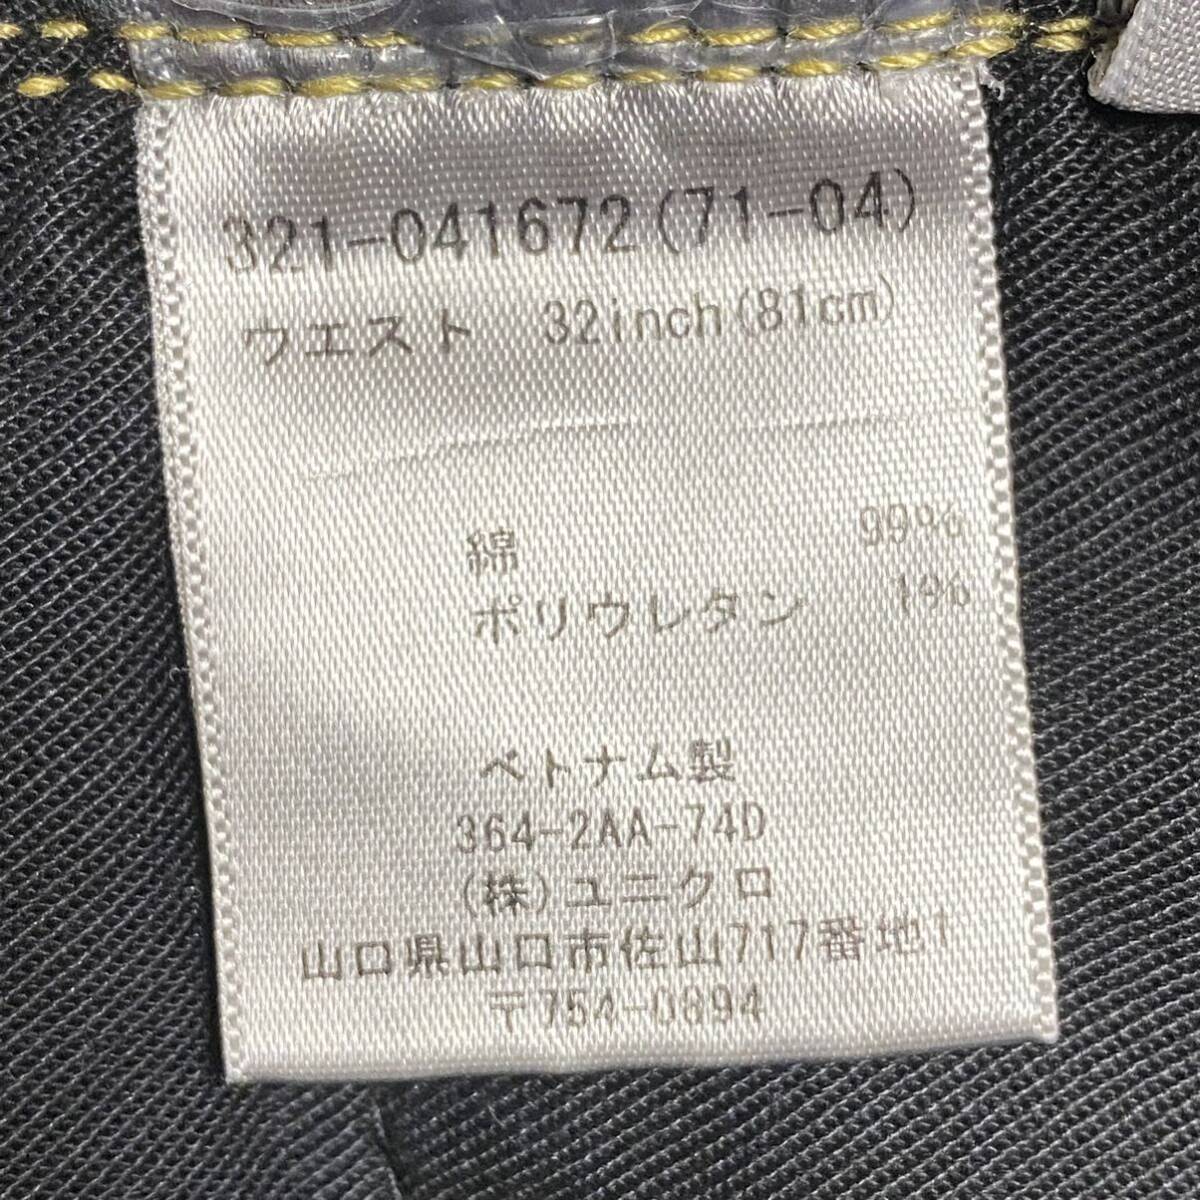 321-041672(71-04)
ウエスト 32inch(81cm)
綿 99%
ポリウレタン 1%
ベトナム製
364-2AA-74D
(株)ユニクロ
山口県山口市佐山717番地1
〒754-0894